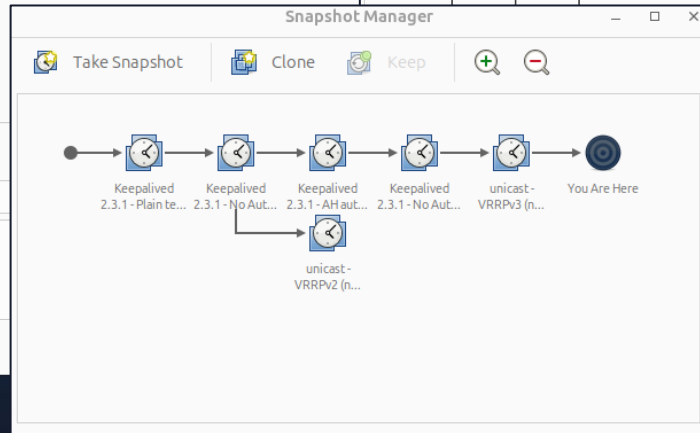 Snapshot Manager
Take Snapshot Clone Keep
Keepalived Keepalived Keepalived Keepalived unicast - You Are Here
2.3.1 - Plain te... 2.3.1 - No Aut... 2.3.1 - AH aut... 2.3.1 - No Aut... VRRPv3 (n...
unicast -
VRRPv2 (n...